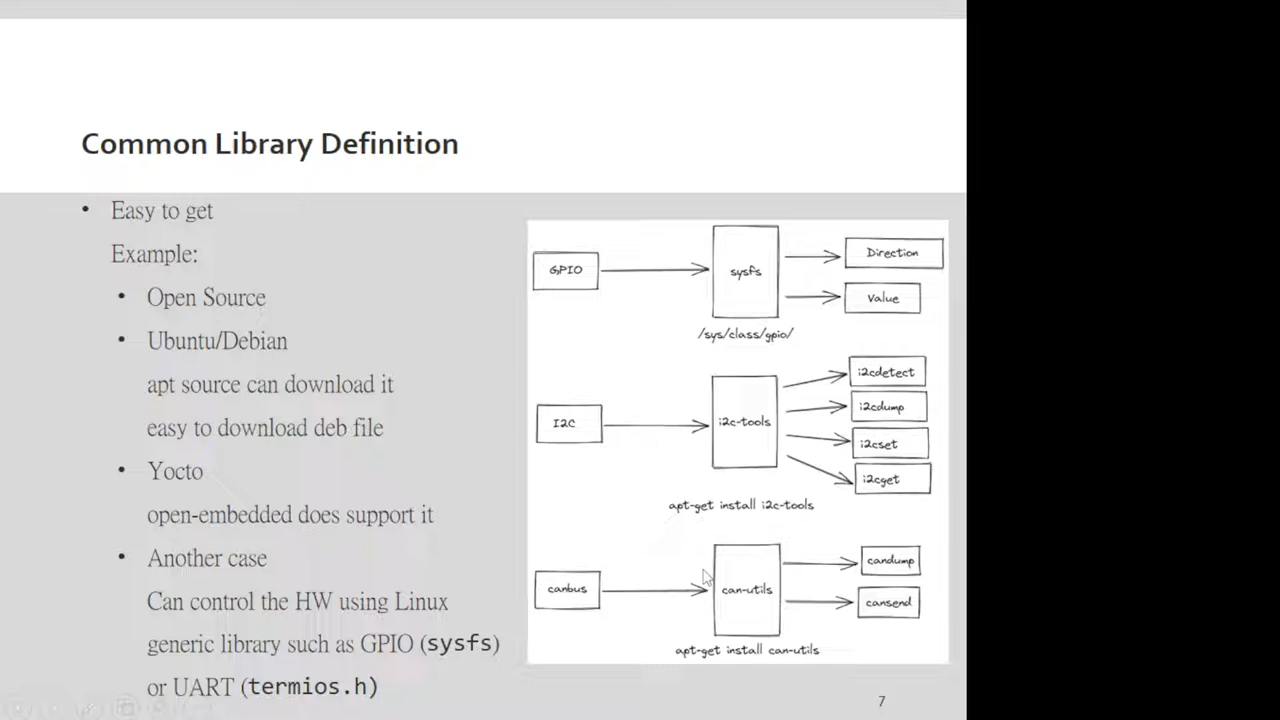 Common Library Definition
• Easy to get
Example:
• Open Source
• Ubuntu/Debian
apt source can download it
easy to download deb file
• Yocto
open-embedded does support it
• Another case
Can control the HW using Linux
generic library such as GPIO (sysfs)
or UART (termios.h)
GPIO
sysfs
Direction
Value
/sys/class/gpio/
I2C
i2c-tools
i2cdetect
i2cdump
i2cset
i2cget
apt-get install i2c-tools
canbus
can-utils
candump
cansend
apt-get install can-utils
7